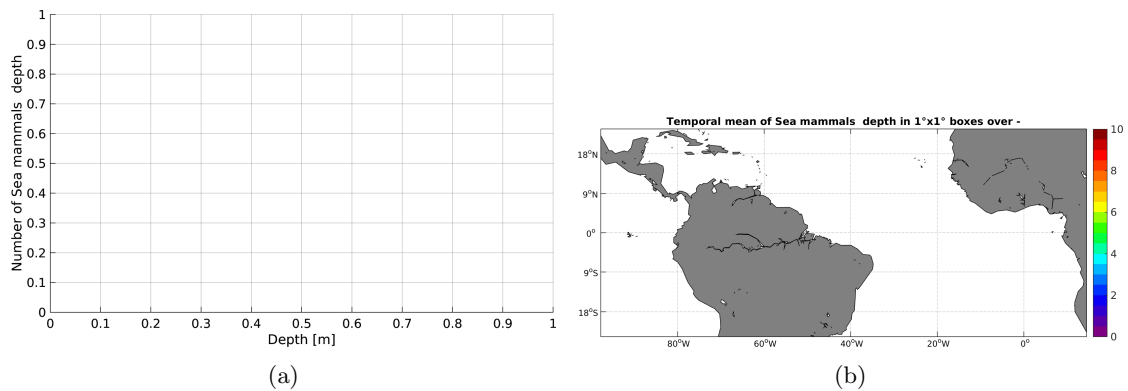 1
0.9
0.8
0.7
0.6
0.5
0.4
0.3
0.2
0.1
0
Number of Sea mammals  depth
0 0.1 0.2 0.3 0.4 0.5 0.6 0.7 0.8 0.9 1
Depth [m]
(a)
Temporal mean of Sea mammals  depth in 1°x1° boxes over -
18°N
9°N
0°
9°S
18°S
80°W 60°W 40°W 20°W 0°
10
8
6
4
2
0
(b)